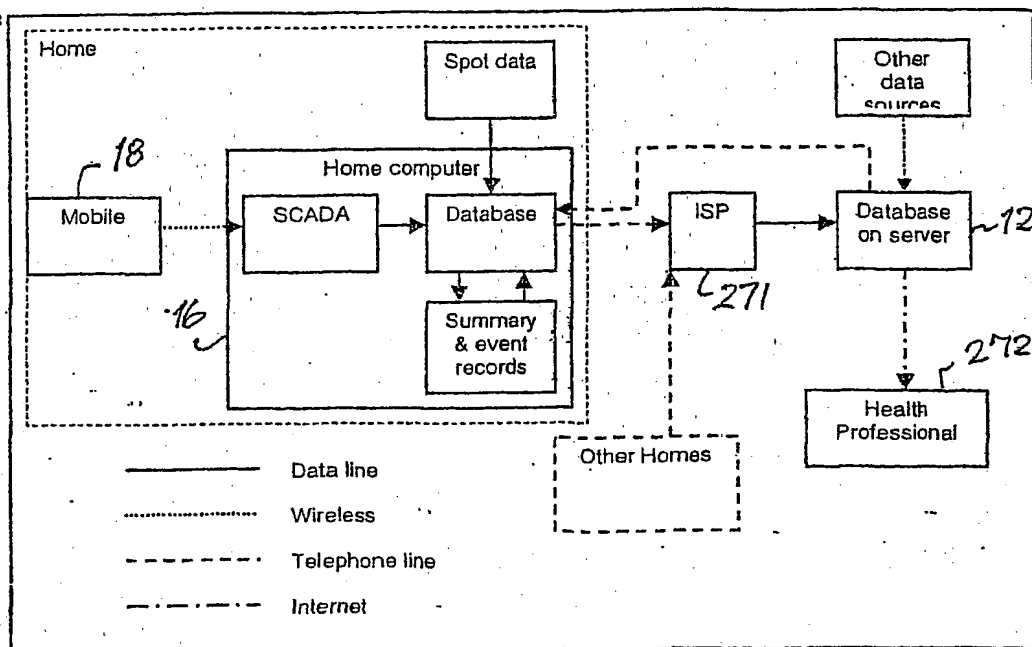 Home
Spot data
Other
data
sources
18
Home computer
Mobile
SCADA
Database
ISP
Database
on server
12
271
16
Summary
& event
records
272
Health
Professional
Other Homes
Data line
Wireless
Telephone line
Internet